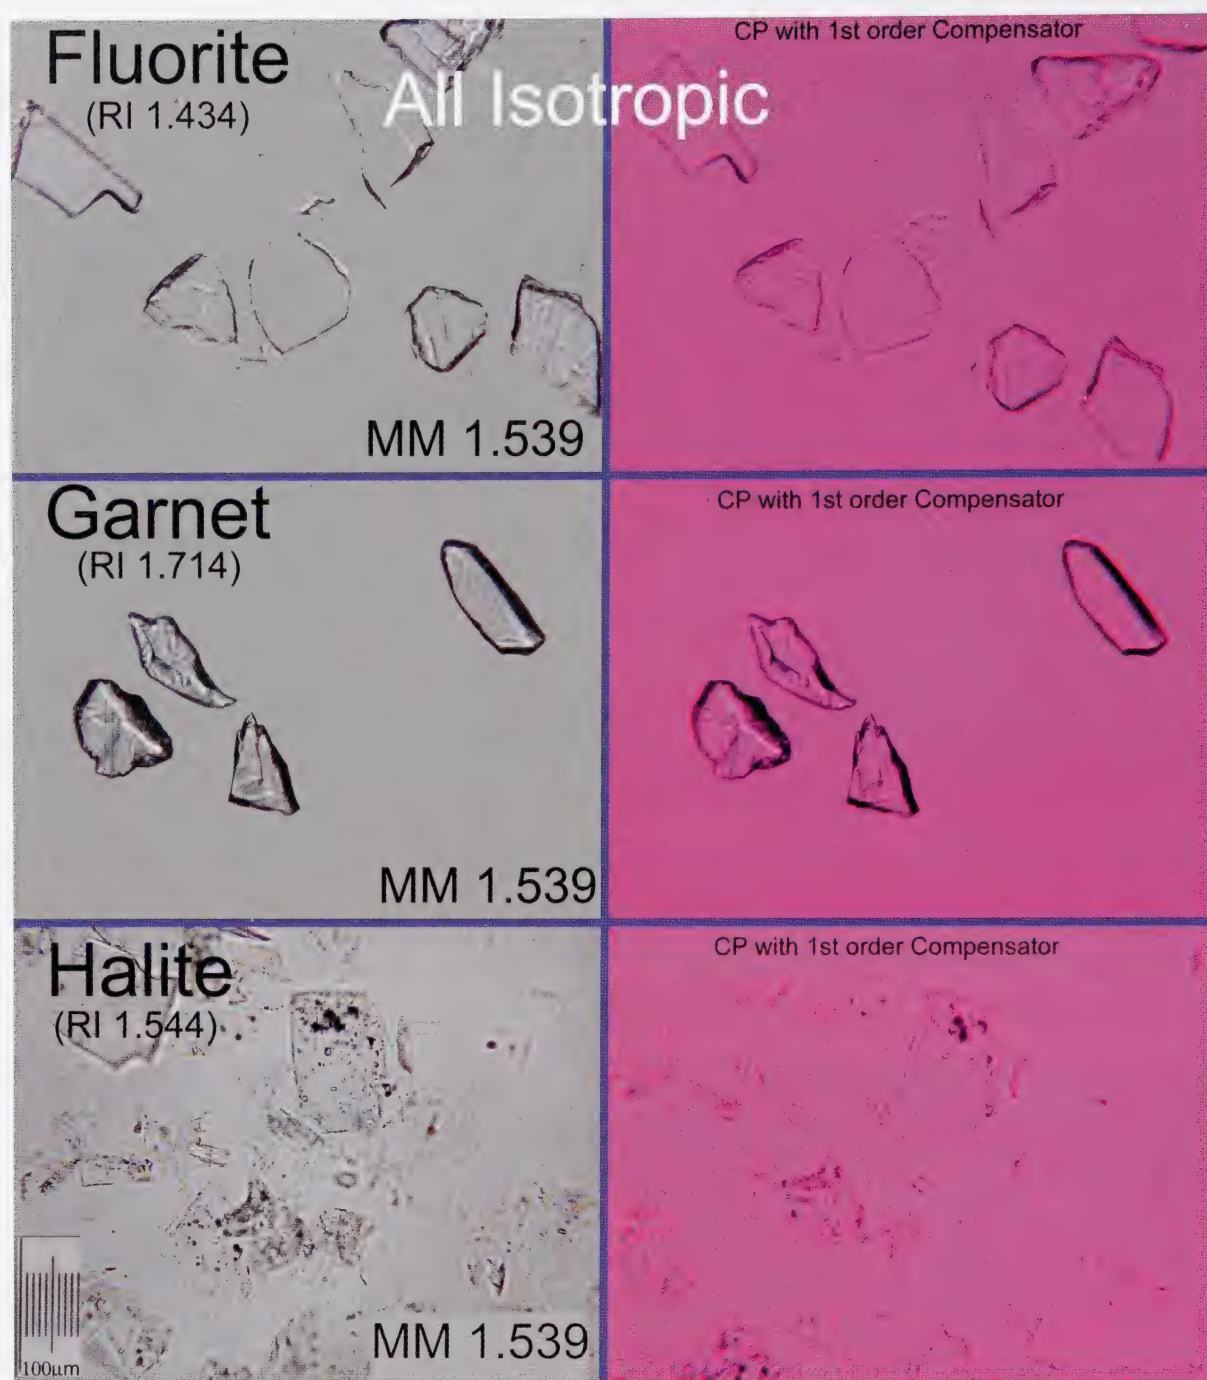 Fluorite
(RI 1.434)
CP with 1st order Compensator
All Isotropic
MM 1.539
Garnet
(RI 1.714)
CP with 1st order Compensator
MM 1.539
Halite
(RI 1.544)
CP with 1st order Compensator
MM 1.539
100µm